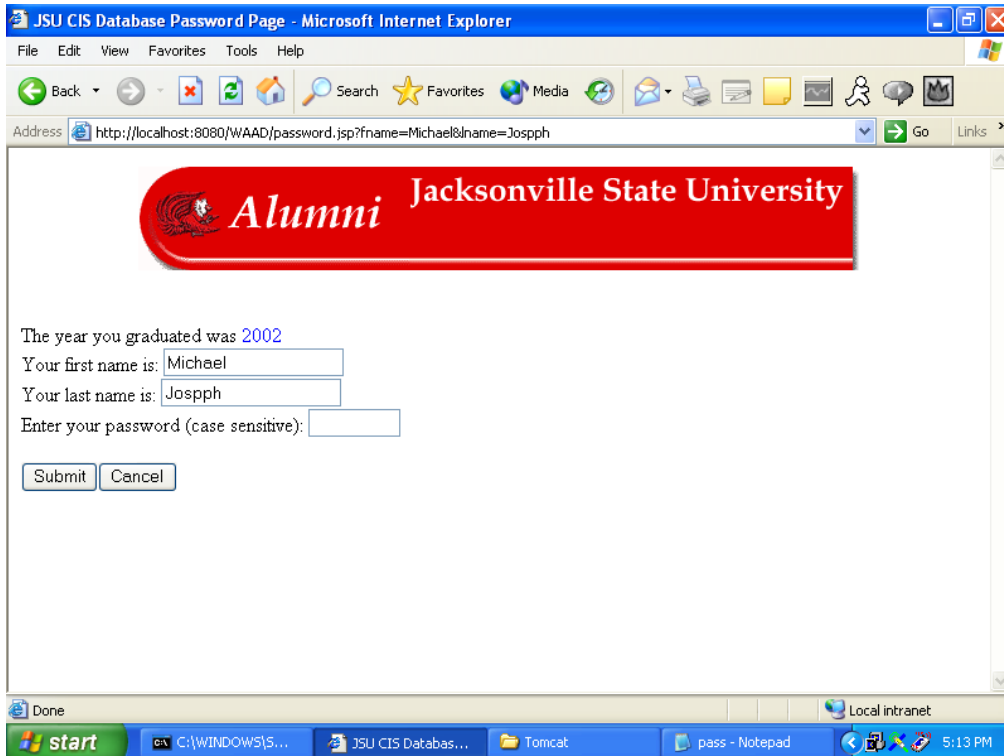 JSU CIS Database Password Page - Microsoft Internet Explorer
File Edit View Favorites Tools Help
Back Search Favorites Media
Address http://localhost:8080/WAAD/password.jsp?fname=Michael&lname=Jospph Go Links »
Alumni Jacksonville State University
The year you graduated was 2002
Your first name is: Michael
Your last name is: Jospph
Enter your password (case sensitive):
Submit Cancel
Done Local intranet
start C:\WINDOWS\S... JSU CIS Databas... Tomcat pass - Notepad 5:13 PM